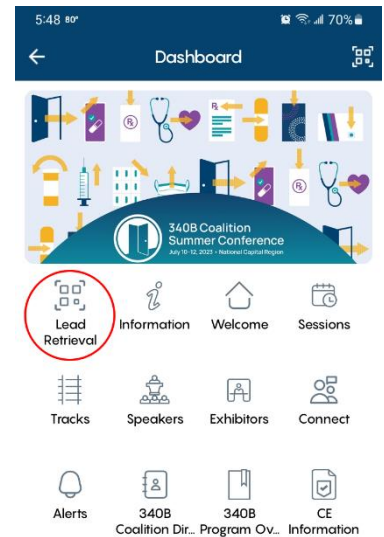 5:48 80° 70%
Dashboard
340B Coalition
Summer Conference
July 10-12, 2023 • National Capital Region
Lead Retrieval
Information
Welcome
Sessions
Tracks
Speakers
Exhibitors
Connect
Alerts
340B Coalition Dir...
340B Program Ov...
CE Information